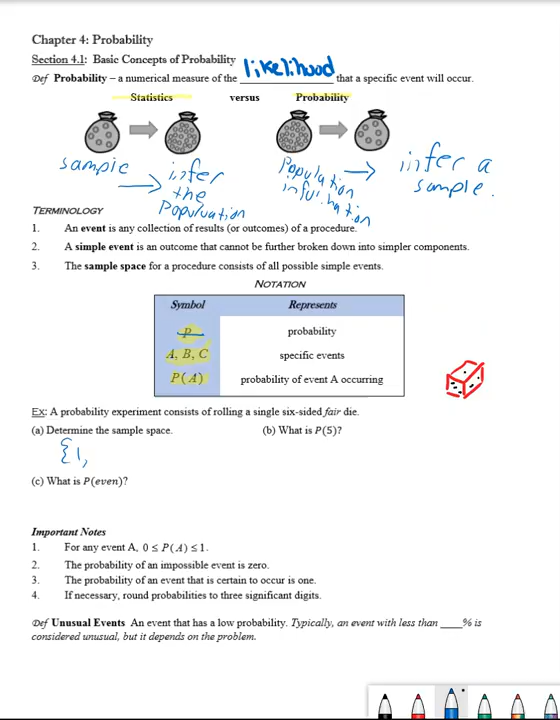 Chapter 4: Probability
Section 4.1: Basic Concepts of Probability
Def Probability – a numerical measure of the likelihood that a specific event will occur.
Statistics versus Probability
sample → infer the Populuation
Population infurmation → infer a sample.
TERMINOLOGY
1. An event is any collection of results (or outcomes) of a procedure.
2. A simple event is an outcome that cannot be further broken down into simpler components.
3. The sample space for a procedure consists of all possible simple events.
NOTATION
Symbol Represents
P probability
A, B, C specific events
P(A) probability of event A occurring
EX: A probability experiment consists of rolling a single six-sided fair die.
(a) Determine the sample space. (b) What is P(5)?
{1,
(c) What is P(even)?
Important Notes
1. For any event A, 0 ≤ P(A) ≤ 1.
2. The probability of an impossible event is zero.
3. The probability of an event that is certain to occur is one.
4. If necessary, round probabilities to three significant digits.
Def Unusual Events An event that has a low probability. Typically, an event with less than ____% is
considered unusual, but it depends on the problem.